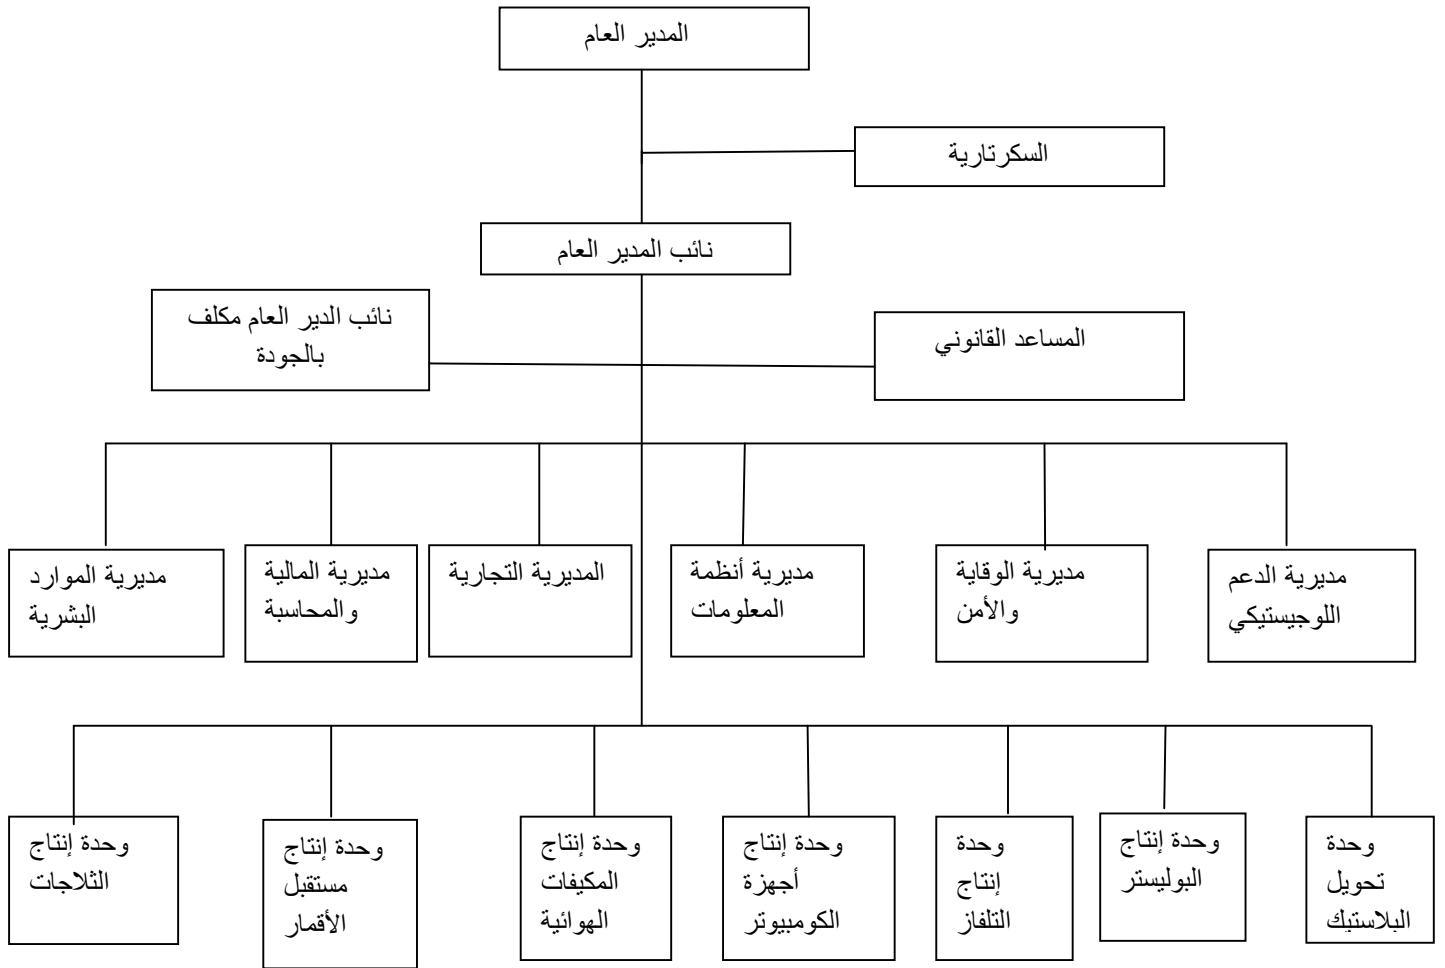 المدير العام
السكرتارية
نائب المدير العام
نائب الدير العام مكلف
بالجودة
المساعد القانوني
مديرية الدعم
اللوجيستيكي
مديرية الوقاية
والأمن
مديرية أنظمة
المعلومات
المديرية التجارية
مديرية المالية
والمحاسبة
مديرية الموارد
البشرية
وحدة
تحويل
البلاستيك
وحدة إنتاج
البوليستر
وحدة
إنتاج
التلفاز
وحدة إنتاج
أجهزة
الكومبيوتر
وحدة إنتاج
المكيفات
الهوائية
وحدة إنتاج
مستقبل
الأقمار
وحدة إنتاج
الثلاجات